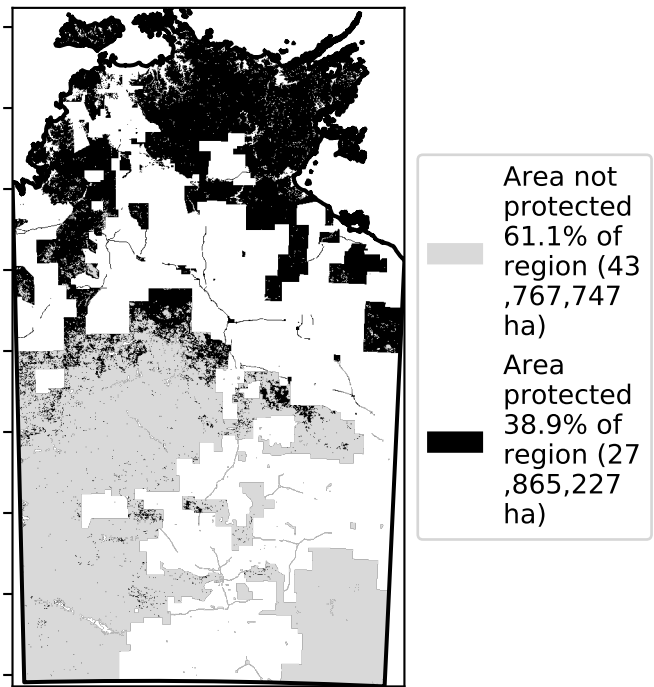 Area not
protected
61.1% of
region (43
,767,747
ha)
Area
protected
38.9% of
region (27
,865,227
ha)